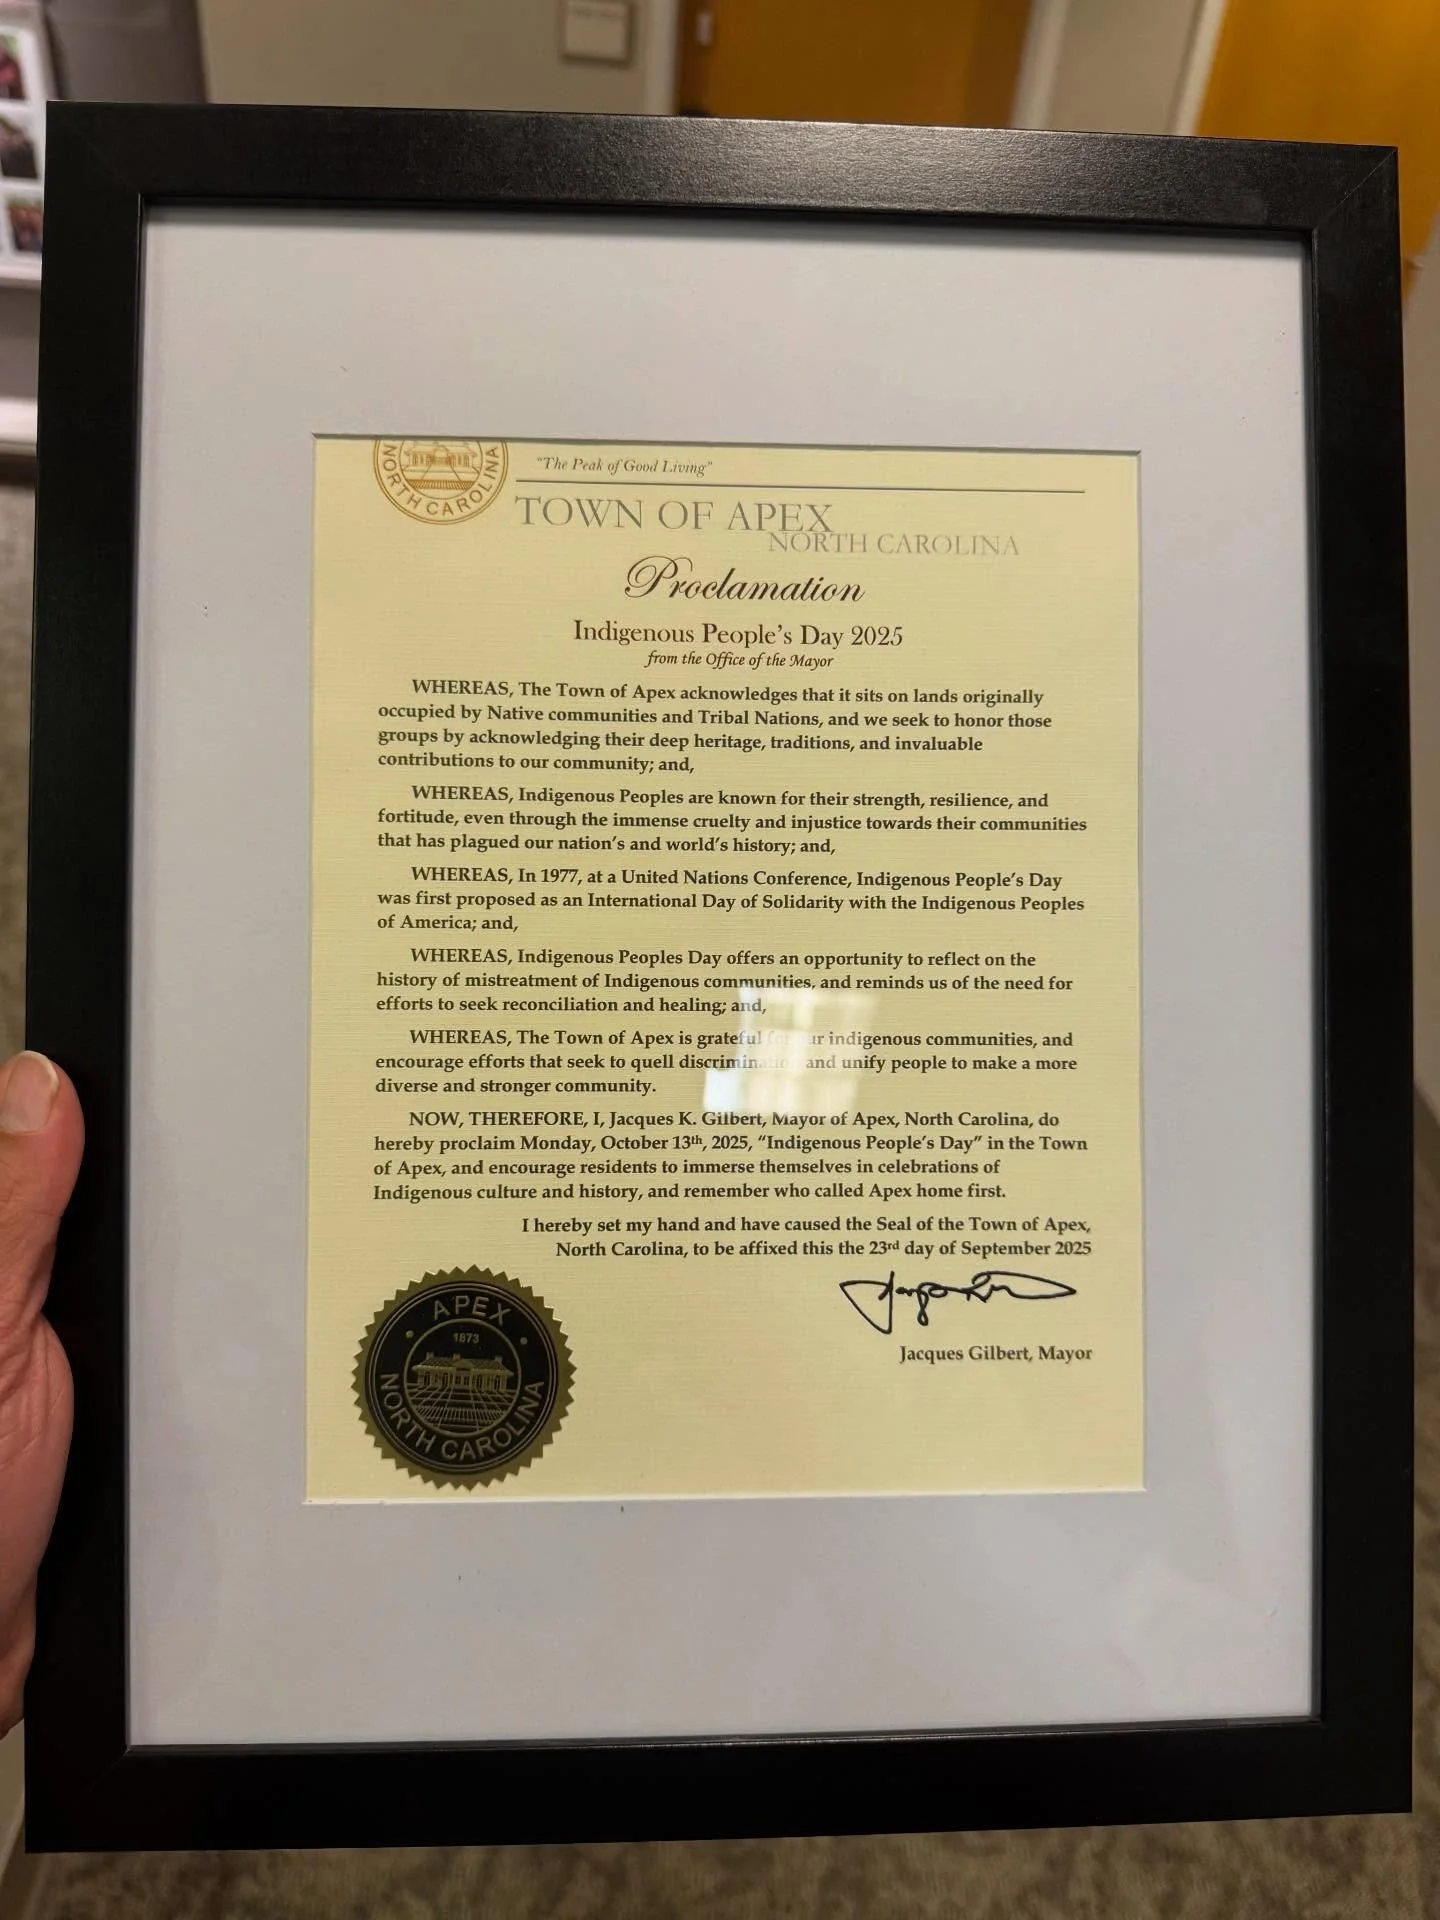 NORTH CAROLINA
"The Peak of Good Living"
TOWN OF APEX
NORTH CAROLINA
Proclamation
Indigenous People's Day 2025
from the Office of the Mayor
WHEREAS, The Town of Apex acknowledges that it sits on lands originally
occupied by Native communities and Tribal Nations, and we seek to honor those
groups by acknowledging their deep heritage, traditions, and invaluable
contributions to our community; and,
WHEREAS, Indigenous Peoples are known for their strength, resilience, and
fortitude, even through the immense cruelty and injustice towards their communities
that has plagued our nation's and world's history; and,
WHEREAS, In 1977, at a United Nations Conference, Indigenous People's Day
was first proposed as an International Day of Solidarity with the Indigenous Peoples
of America; and,
WHEREAS, Indigenous Peoples Day offers an opportunity to reflect on the
history of mistreatment of Indigenous communities, and reminds us of the need for
efforts to seek reconciliation and healing; and,
WHEREAS, The Town of Apex is grateful for our indigenous communities, and
encourage efforts that seek to quell discrimination and unify people to make a more
diverse and stronger community.
NOW, THEREFORE, I, Jacques K. Gilbert, Mayor of Apex, North Carolina, do
hereby proclaim Monday, October 13th, 2025, "Indigenous People's Day" in the Town
of Apex, and encourage residents to immerse themselves in celebrations of
Indigenous culture and history, and remember who called Apex home first.
I hereby set my hand and have caused the Seal of the Town of Apex,
North Carolina, to be affixed this the 23rd day of September 2025
Jacques Gilbert, Mayor
APEX
1873
NORTH CAROLINA